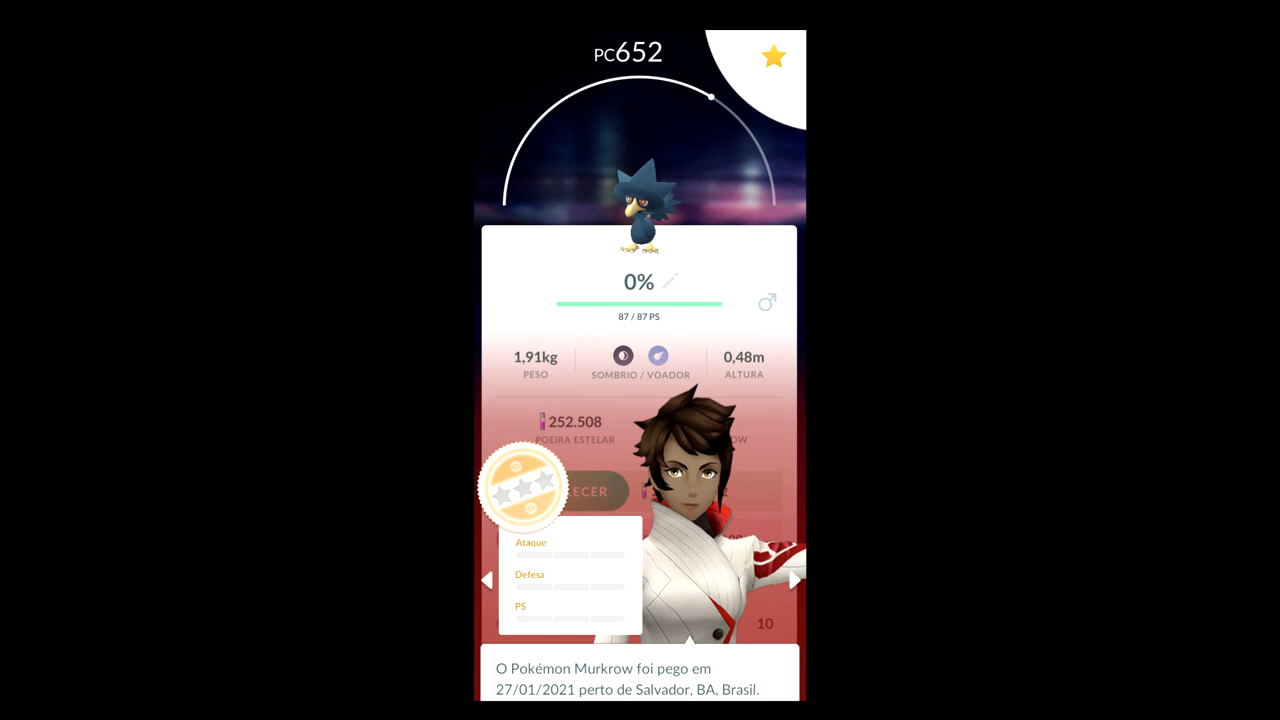 PC652
0%
87 / 87 PS
1,91kg
PESO
SOMBRIO / VOADOR
0,48m
ALTURA
252.508
POEIRA ESTELAR
Ataque
Defesa
PS
10
O Pokémon Murkrow foi pego em
27/01/2021 perto de Salvador, BA, Brasil.